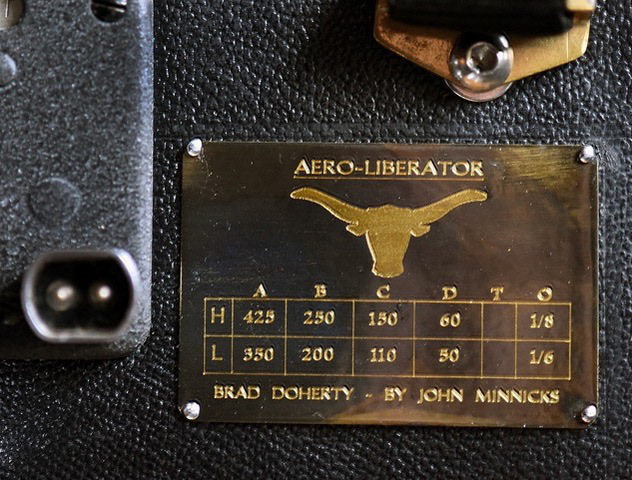 AERO-LIBERATOR
A B C D T O
H 425 250 150 60 1/8
L 350 200 110 50 1/6
BRAD DOHERTY - BY JOHN MINNICKS